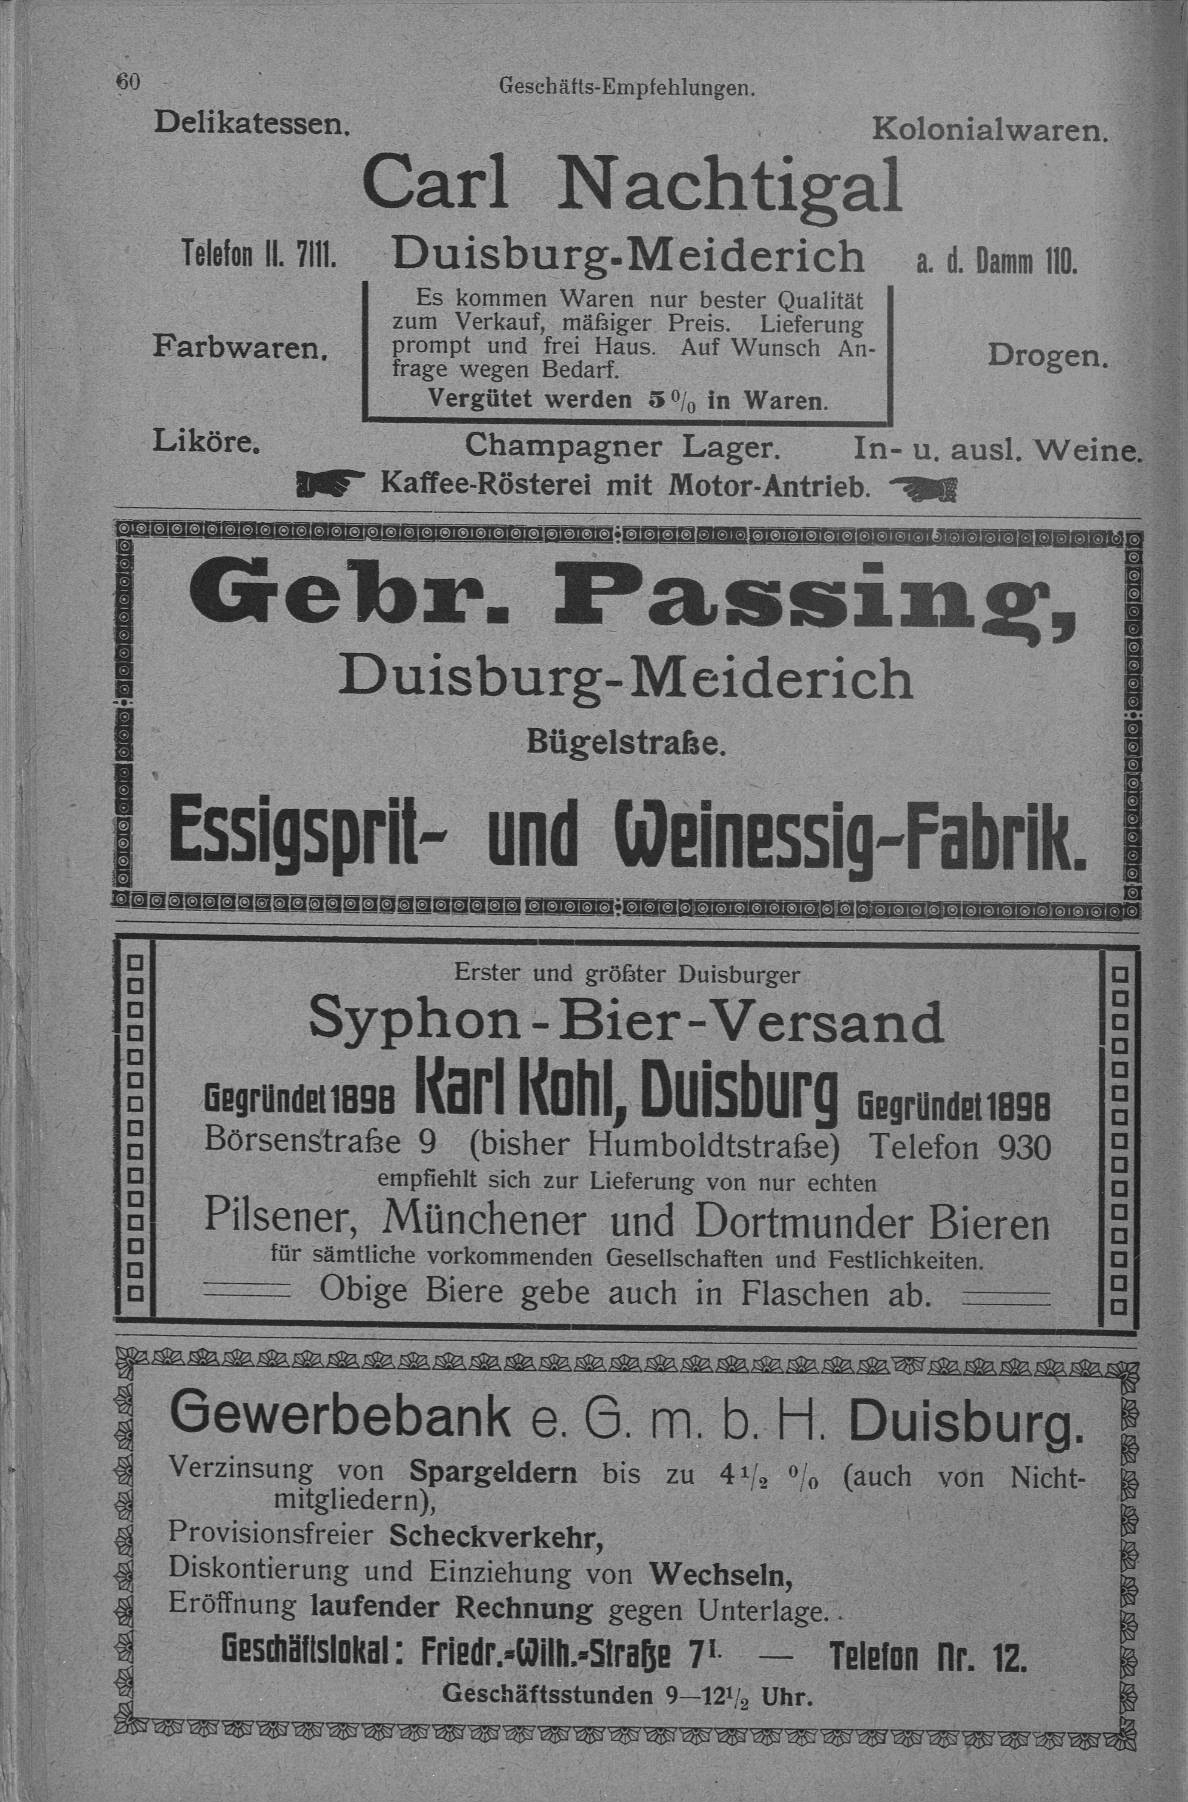 60
Geschäfts-Empfehlungen.
Delikatessen.
Kolonialwaren.
Carl Nachtigal
Telefon II. 7111.
Duisburg-Meiderich
a. d. Damm 110.
Es kommen Waren nur bester Qualität
zum Verkauf, mäßiger Preis. Lieferung
prompt und frei Haus. Auf Wunsch An-
frage wegen Bedarf.
Vergütet werden 5 % in Waren.
Farbwaren.
Drogen.
Liköre.
Champagner Lager.
In- u. ausl. Weine.
Kaffee-Rösterei mit Motor-Antrieb.
Gebr. Passing,
Duisburg-Meiderich
Bügelstraße.
Essigsprit- und Weinessig-Fabrik.
Erster und größter Duisburger
Syphon-Bier-Versand
Gegründet 1898 Karl Kohl, Duisburg Gegründet 1898
Börsenstraße 9 (bisher Humboldtstraße) Telefon 930
empfiehlt sich zur Lieferung von nur echten
Pilsener, Münchener und Dortmunder Bieren
für sämtliche vorkommenden Gesellschaften und Festlichkeiten.
Obige Biere gebe auch in Flaschen ab.
Gewerbebank e. G. m. b. H. Duisburg.
Verzinsung von Spargeldern bis zu 4 1/2 % (auch von Nicht-
mitgliedern),
Provisionsfreier Scheckverkehr,
Diskontierung und Einziehung von Wechseln,
Eröffnung laufender Rechnung gegen Unterlage.
Geschäftslokal: Friedr.-Wilh.-Straße 7 I. — Telefon Nr. 12.
Geschäftsstunden 9—12 1/2 Uhr.